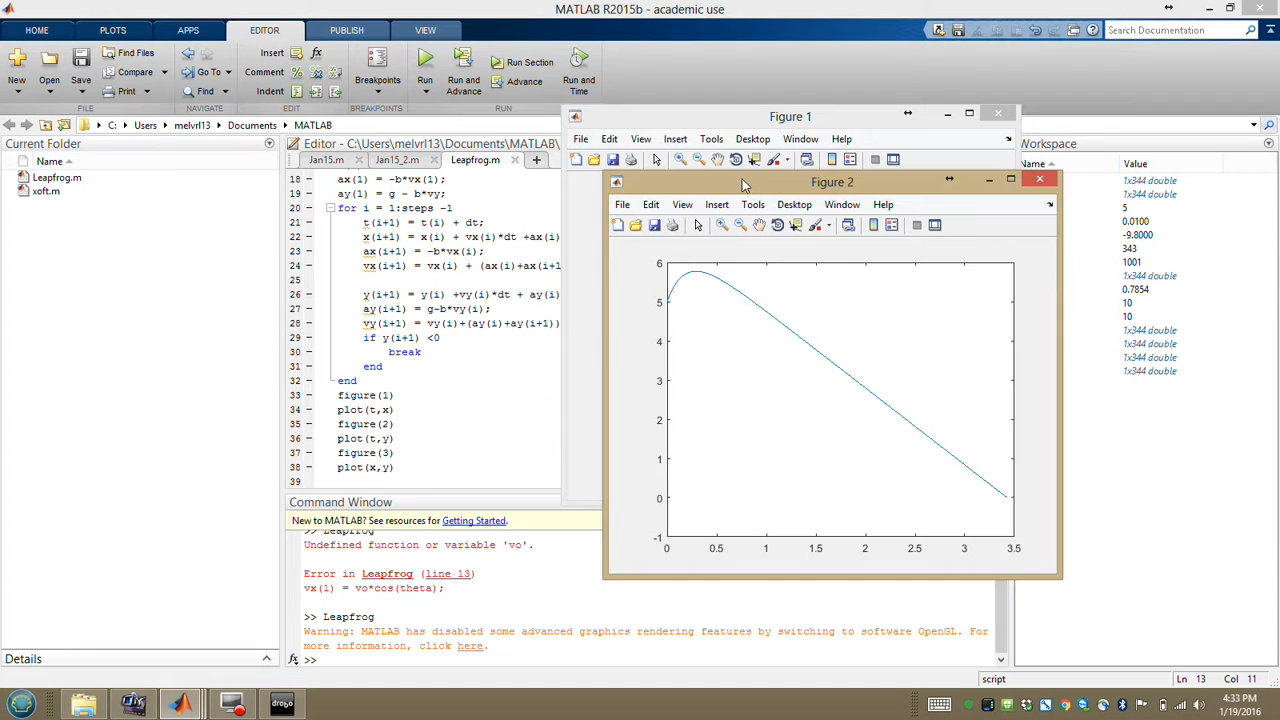 MATLAB R2015b - academic use
HOME
PLOTS
APPS
EDITOR
PUBLISH
VIEW
Search Documentation
New
Open
Save
Find Files
Compare
Print
Go To
Find
Insert
Comment
Indent
Breakpoints
Run
Run and
Advance
Run Section
Advance
Run and
Time
FILE
NAVIGATE
EDIT
BREAKPOINTS
RUN
C:
Users
melvrl13
Documents
MATLAB
Current Folder
Name
Leapfrog.m
xoft.m
Details
Editor - C:\Users\melvrl13\Documents\MATLAB
Jan15.m
Jan15_2.m
Leapfrog.m
18 ax(1) = -b*vx(1);
19 ay(1) = g - b*vy;
20 for i = 1:steps -1
21 t(i+1) = t(i) + dt;
22 x(i+1) = x(i) + vx(i)*dt +ax(i)
23 ax(i+1) = -b*vx(i);
24 vx(i+1) = vx(i) + (ax(i)+ax(i+1
25
26 y(i+1) = y(i) +vy(i)*dt + ay(i)
27 ay(i+1) = g-b*vy(i);
28 vy(i+1) = vy(i)+(ay(i)+ay(i+1))
29 if y(i+1) <0
30 break
31 end
32 end
33 figure(1)
34 plot(t,x)
35 figure(2)
36 plot(t,y)
37 figure(3)
38 plot(x,y)
39
Command Window
New to MATLAB? See resources for Getting Started.
>> Leapfrog
Undefined function or variable 'vo'.
Error in Leapfrog (line 13)
vx(1) = vo*cos(theta);
>> Leapfrog
Warning: MATLAB has disabled some advanced graphics rendering features by switching to software OpenGL. For
more information, click here.
fx >>
Figure 1
File Edit View Insert Tools Desktop Window Help
Figure 2
File Edit View Insert Tools Desktop Window Help
6
5
4
3
2
1
0
-1
0 0.5 1 1.5 2 2.5 3 3.5
Workspace
Name
Value
1x344 double
1x344 double
5
0.0100
-9.8000
343
1001
1x344 double
0.7854
10
10
1x344 double
1x344 double
1x344 double
1x344 double
script
Ln 13 Col 11
4:33 PM
1/19/2016